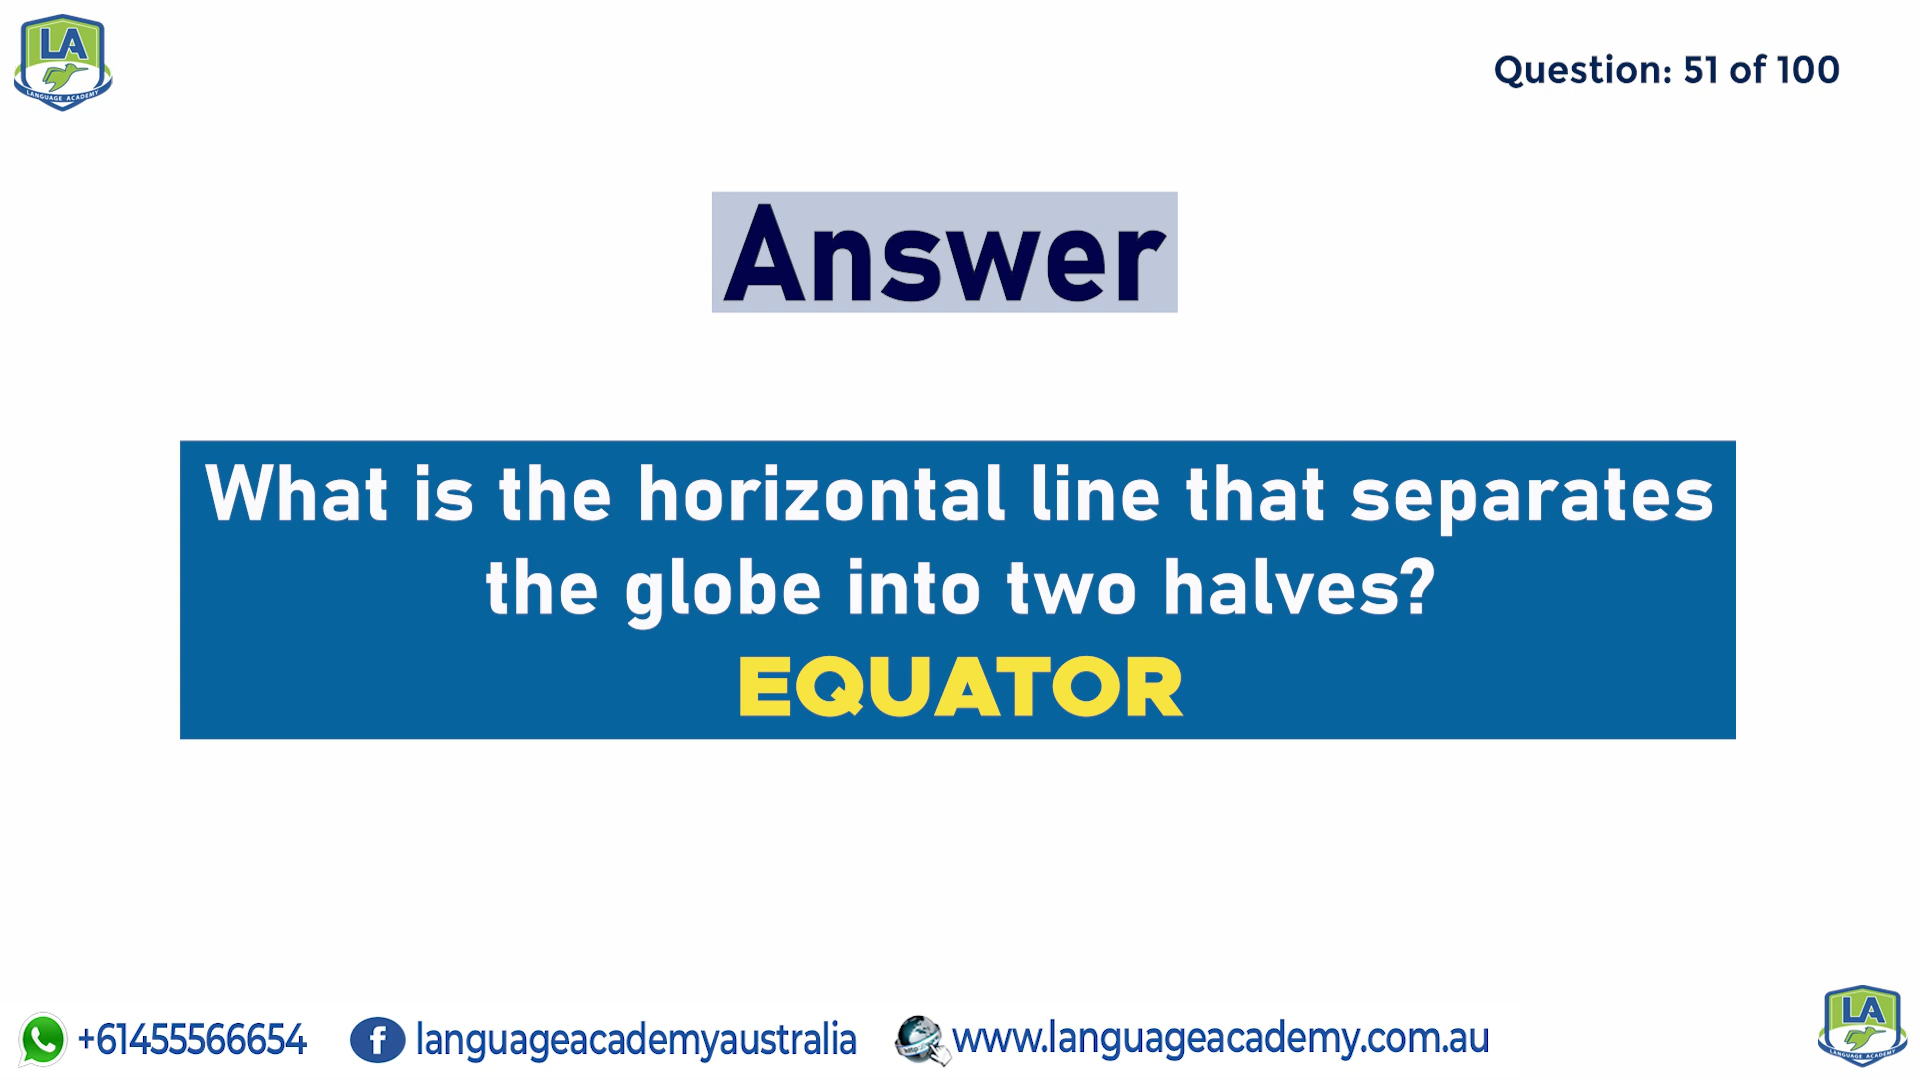 LA
LANGUAGE ACADEMY
Question: 51 of 100
Answer
What is the horizontal line that separates
the globe into two halves?
EQUATOR
+61455566654
languageacademyaustralia
www.languageacademy.com.au
LA
LANGUAGE ACADEMY